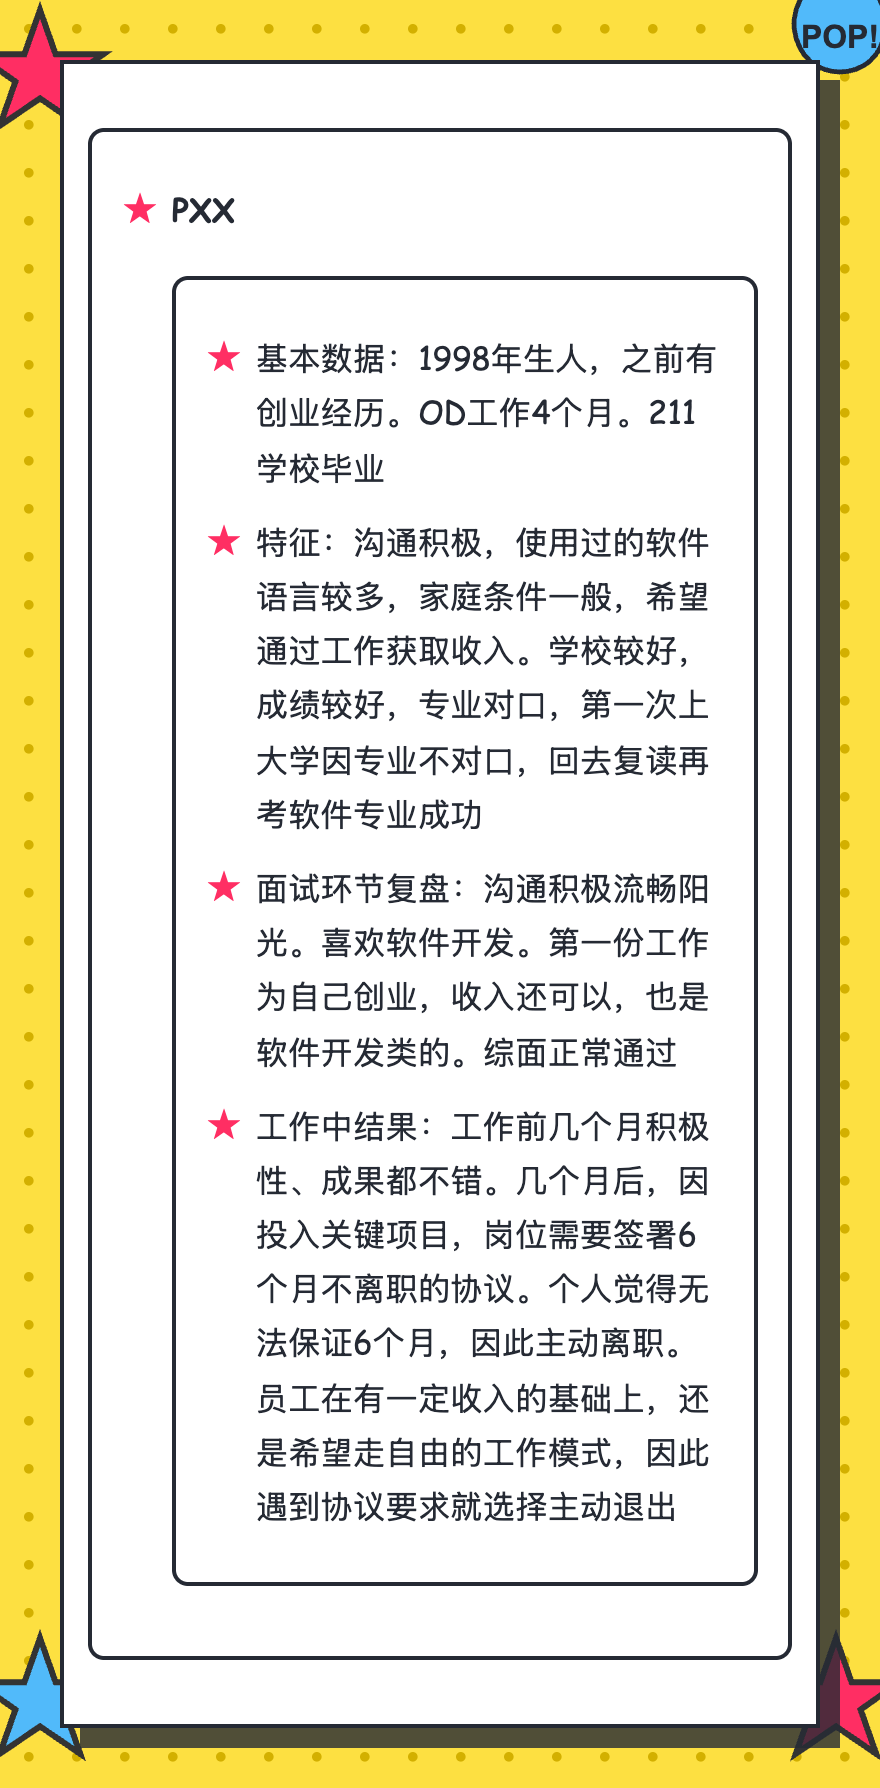 POP!
PXX
基本数据：1998年生人，之前有
创业经历。OD工作4个月。211
学校毕业
特征：沟通积极，使用过的软件
语言较多，家庭条件一般，希望
通过工作获取收入。学校较好，
成绩较好，专业对口，第一次上
大学因专业不对口，回去复读再
考软件专业成功
面试环节复盘：沟通积极流畅阳
光。喜欢软件开发。第一份工作
为自己创业，收入还可以，也是
软件开发类的。综面正常通过
工作中结果：工作前几个月积极
性、成果都不错。几个月后，因
投入关键项目，岗位需要签署6
个月不离职的协议。个人觉得无
法保证6个月，因此主动离职。
员工在有一定收入的基础上，还
是希望走自由的工作模式，因此
遇到协议要求就选择主动退出